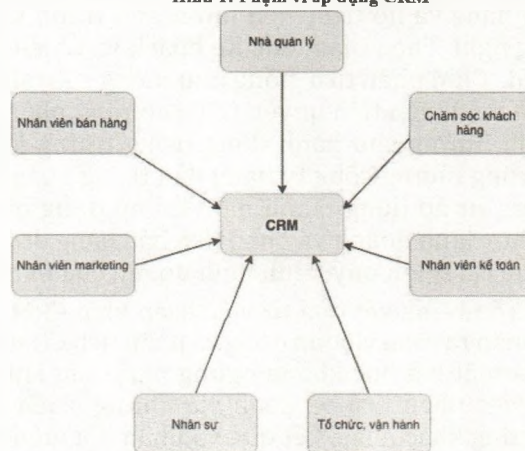 Nhà quản lý
Nhân viên bán hàng
Chăm sóc khách
hàng
CRM
Nhân viên marketing
Nhân viên kế toán
Nhân sự
Tổ chức, vận hành